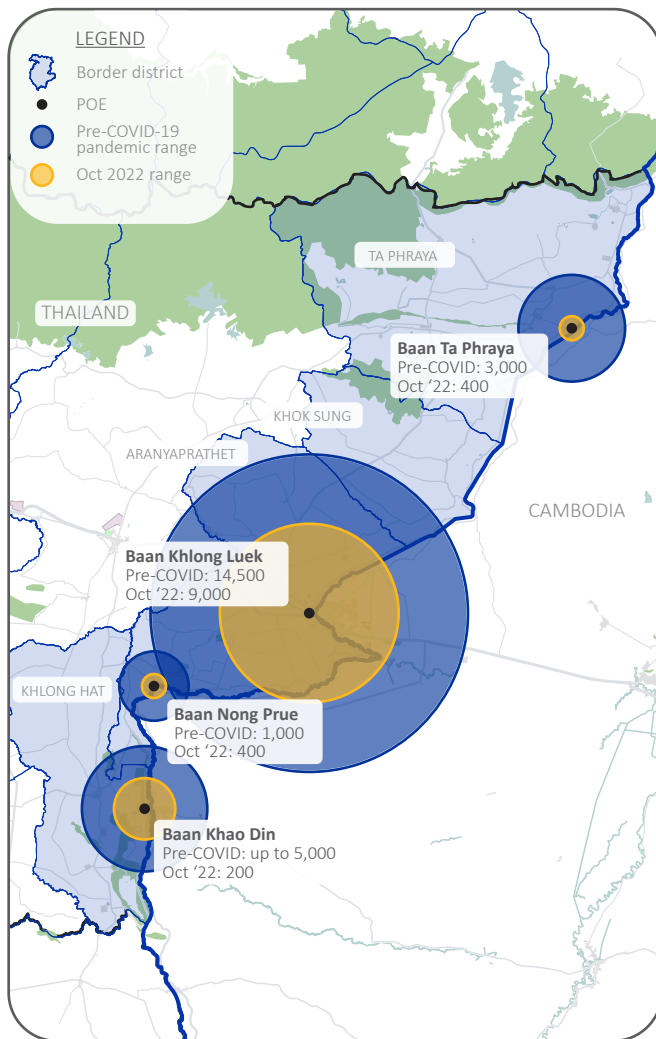 LEGEND
Border district
POE
Pre-COVID-19
pandemic range
Oct 2022 range
TA PHRAYA
THAILAND
Baan Ta Phraya
Pre-COVID: 3,000
Oct ‘22: 400
KHOK SUNG
ARANYAPRATHET
CAMBODIA
Baan Khlong Luek
Pre-COVID: 14,500
Oct ‘22: 9,000
KHLONG HAT
Baan Nong Prue
Pre-COVID: 1,000
Oct ‘22: 400
Baan Khao Din
Pre-COVID: up to 5,000
Oct ‘22: 200